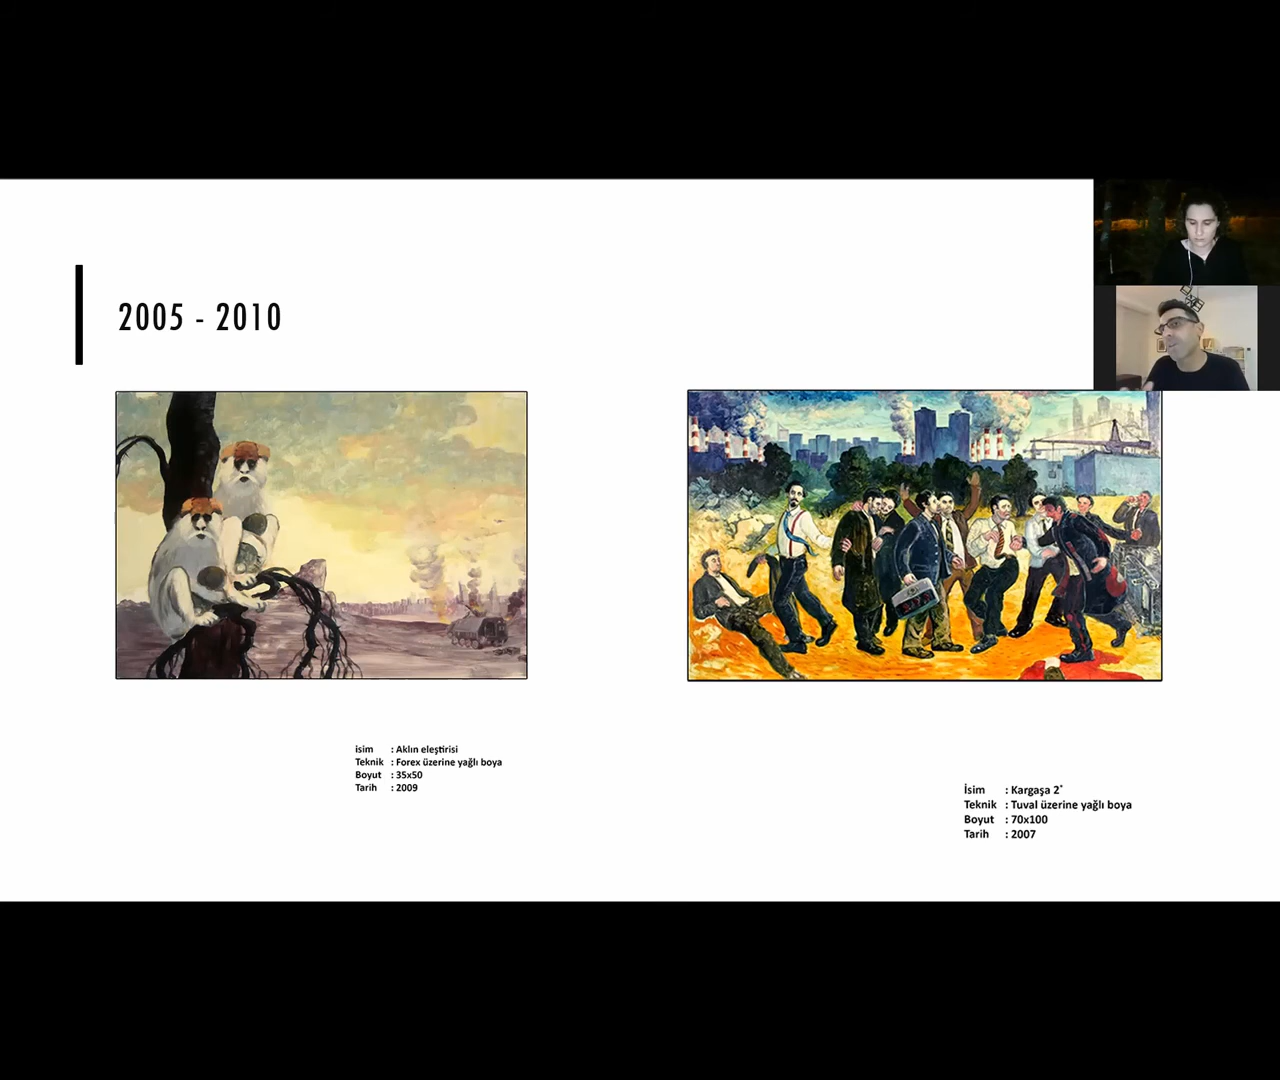 2005 - 2010
isim : Aklın eleştirisi
Teknik : Forex üzerine yağlı boya
Boyut : 35x50
Tarih : 2009
İsim : Kargaşa 2*
Teknik : Tuval üzerine yağlı boya
Boyut : 70x100
Tarih : 2007